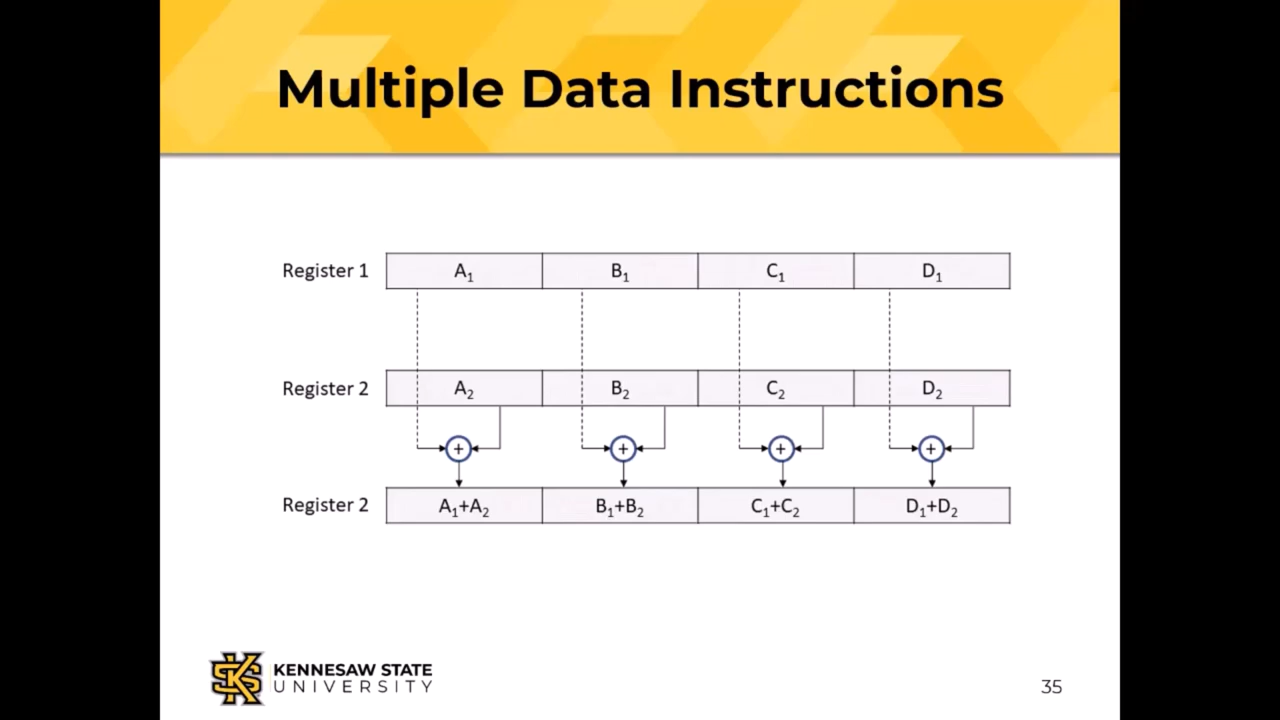 Multiple Data Instructions
Register 1 A₁ B₁ C₁ D₁
Register 2 A₂ B₂ C₂ D₂
+ + + +
Register 2 A₁+A₂ B₁+B₂ C₁+C₂ D₁+D₂
KENNESAW STATE
UNIVERSITY
35